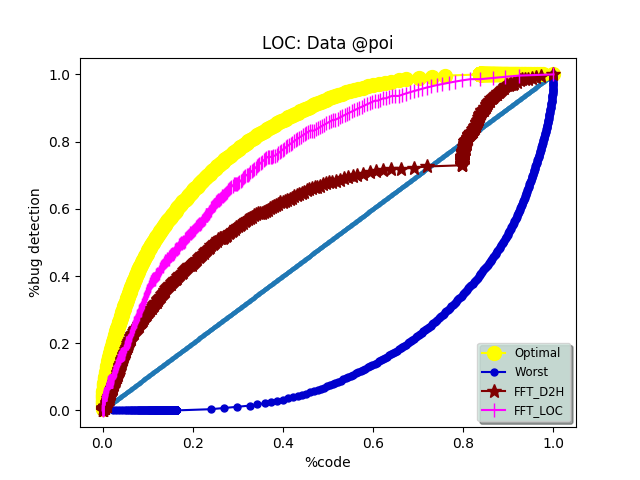 LOC: Data @poi
%bug detection
1.0
0.8
0.6
0.4
0.2
0.0
Optimal
Worst
FFT_D2H
FFT_LOC
0.0 0.2 0.4 0.6 0.8 1.0
%code